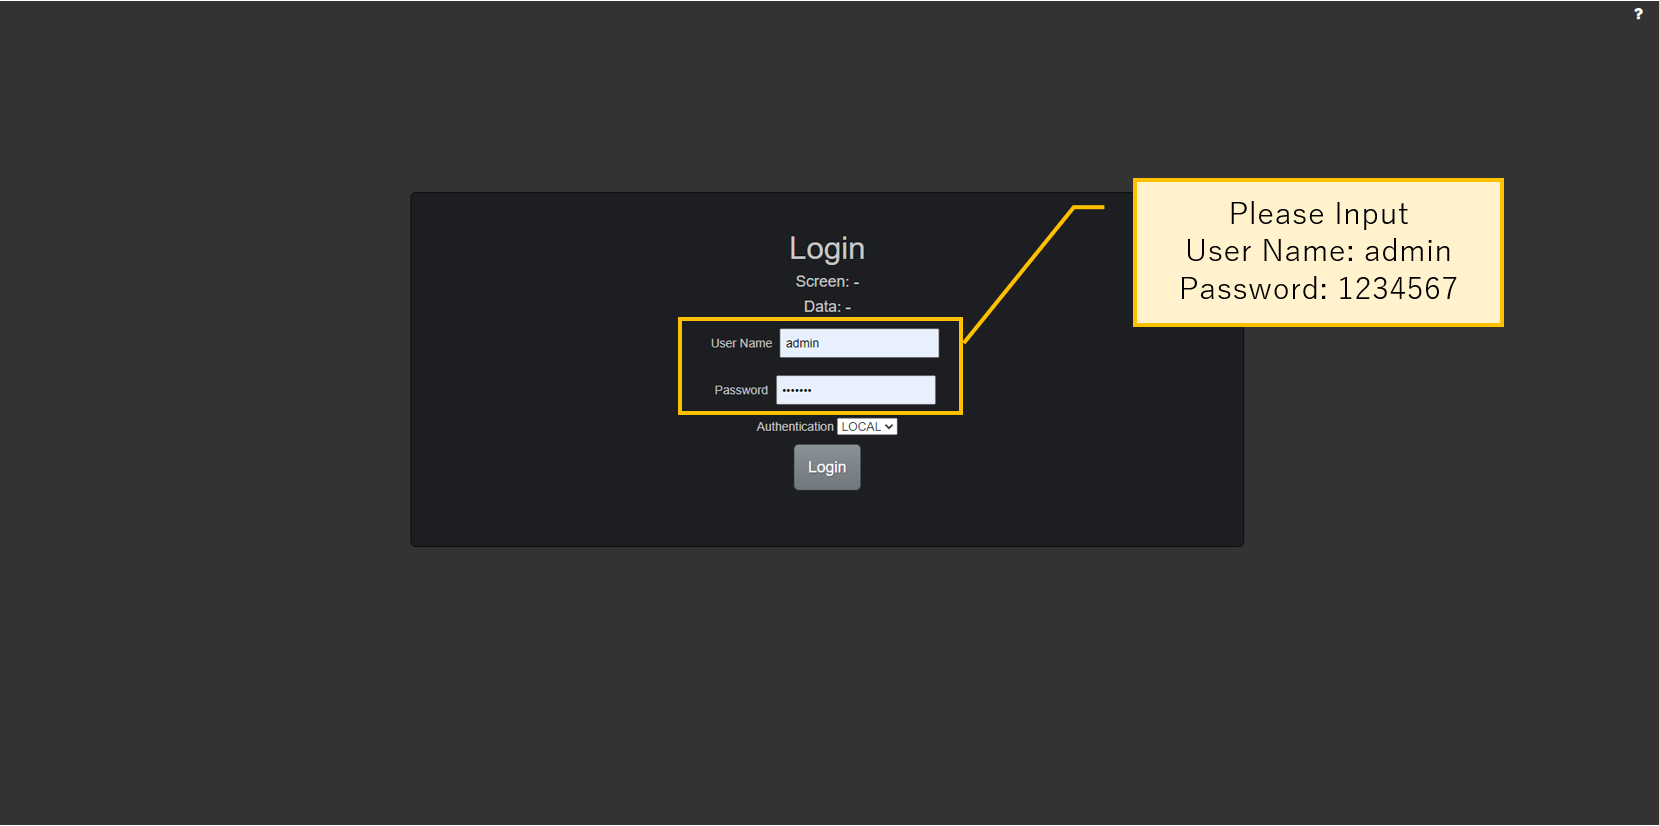 ?
Login
Screen: -
Data: -
User Name admin
Password •••••••
Authentication LOCAL
Login
Please Input
User Name: admin
Password: 1234567